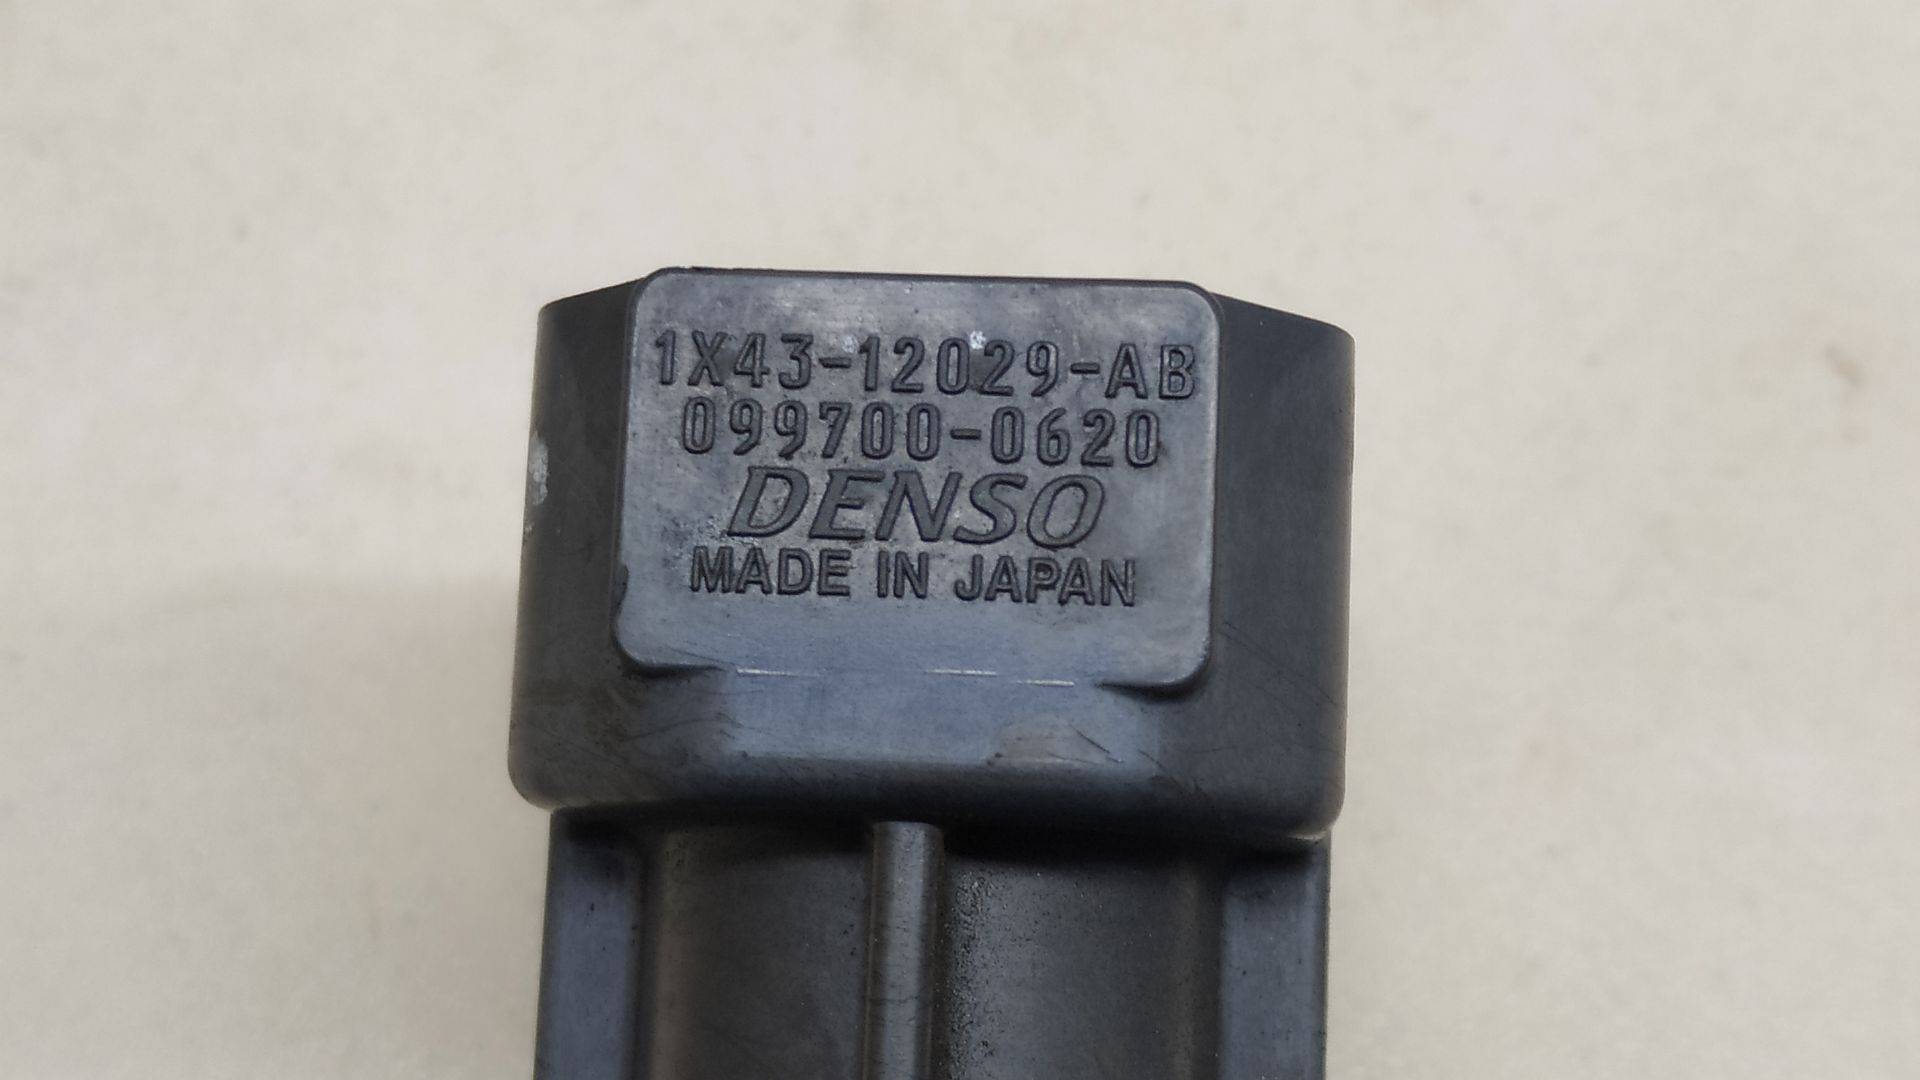 1X43-12029-AB
099700-0620
DENSO
MADE IN JAPAN